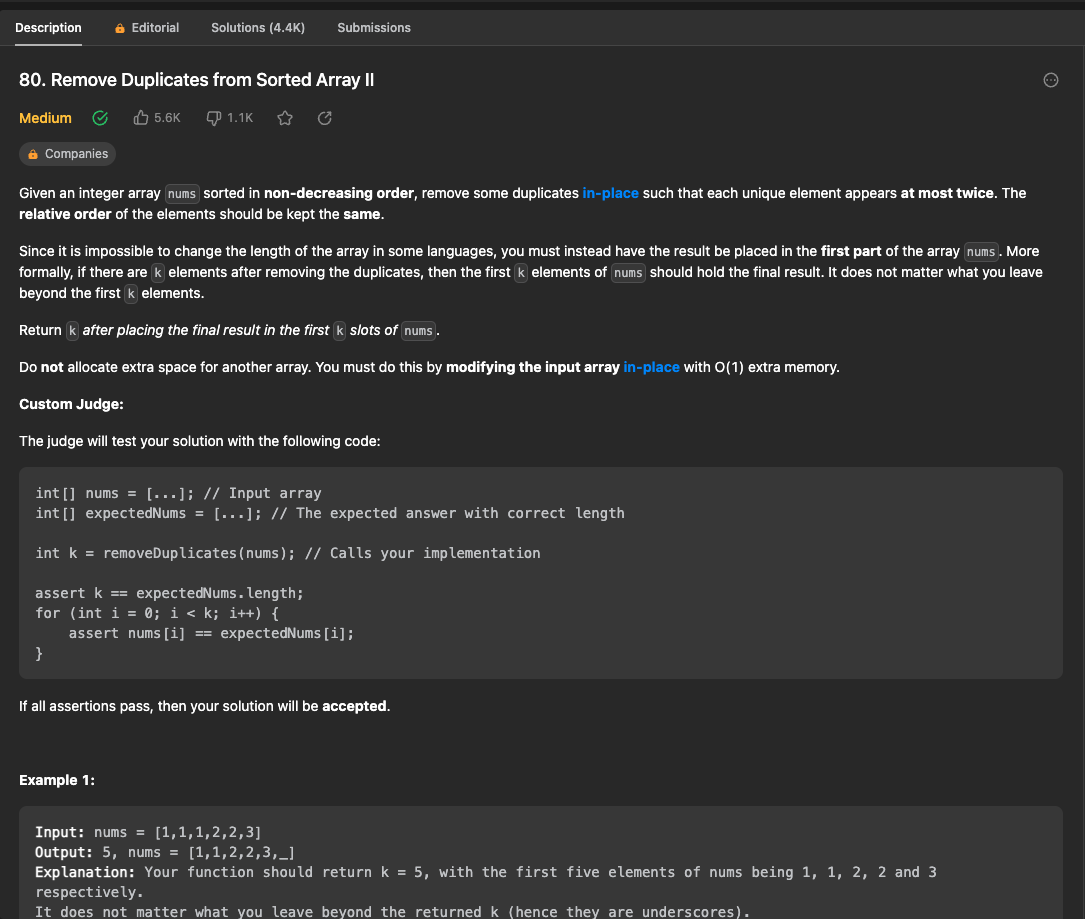 Description Editorial Solutions (4.4K) Submissions
80. Remove Duplicates from Sorted Array II
Medium 5.6K 1.1K
Companies
Given an integer array nums sorted in non-decreasing order, remove some duplicates in-place such that each unique element appears at most twice. The
relative order of the elements should be kept the same.
Since it is impossible to change the length of the array in some languages, you must instead have the result be placed in the first part of the array nums. More
formally, if there are k elements after removing the duplicates, then the first k elements of nums should hold the final result. It does not matter what you leave
beyond the first k elements.
Return k after placing the final result in the first k slots of nums.
Do not allocate extra space for another array. You must do this by modifying the input array in-place with O(1) extra memory.
Custom Judge:
The judge will test your solution with the following code:
int[] nums = [...]; // Input array
int[] expectedNums = [...]; // The expected answer with correct length
int k = removeDuplicates(nums); // Calls your implementation
assert k == expectedNums.length;
for (int i = 0; i < k; i++) {
    assert nums[i] == expectedNums[i];
}
If all assertions pass, then your solution will be accepted.
Example 1:
Input: nums = [1,1,1,2,2,3]
Output: 5, nums = [1,1,2,2,3,_]
Explanation: Your function should return k = 5, with the first five elements of nums being 1, 1, 2, 2 and 3
respectively.
It does not matter what you leave beyond the returned k (hence they are underscores).